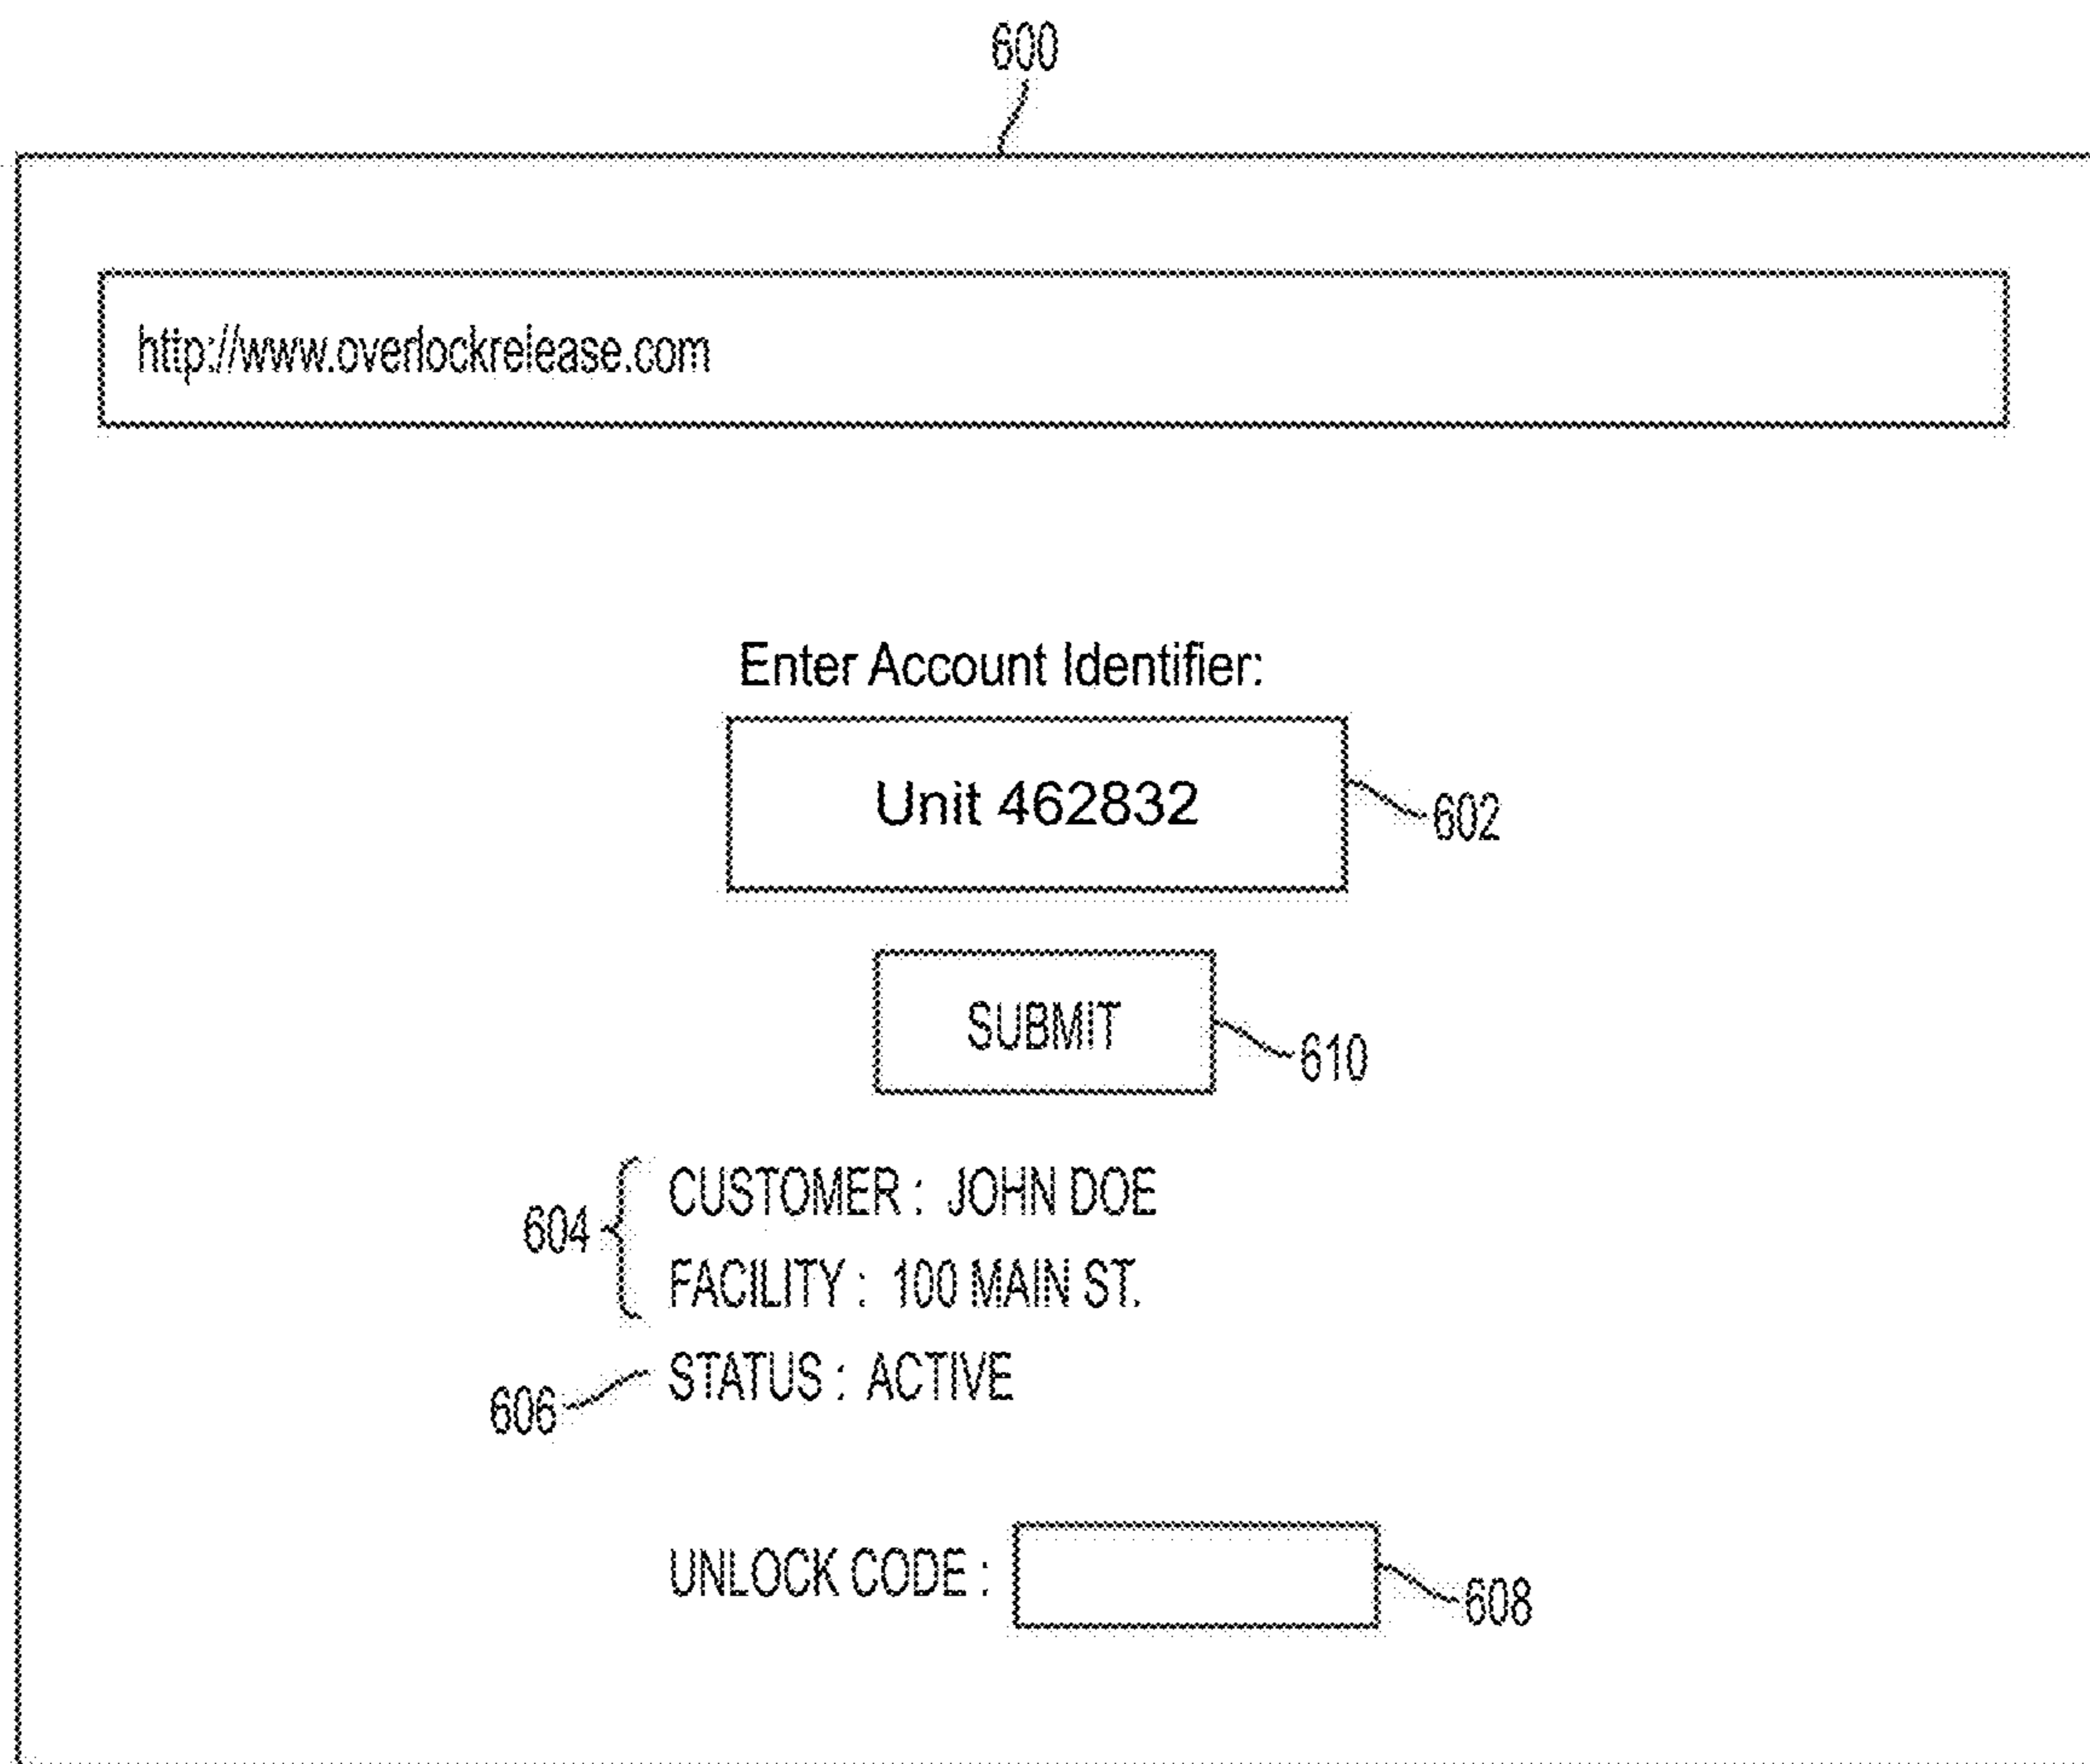 600
http://www.overlockrelease.com
Enter Account Identifier:
Unit 462832
602
SUBMIT
610
604
CUSTOMER : JOHN DOE
FACILITY : 100 MAIN ST.
606
STATUS : ACTIVE
UNLOCK CODE :
608